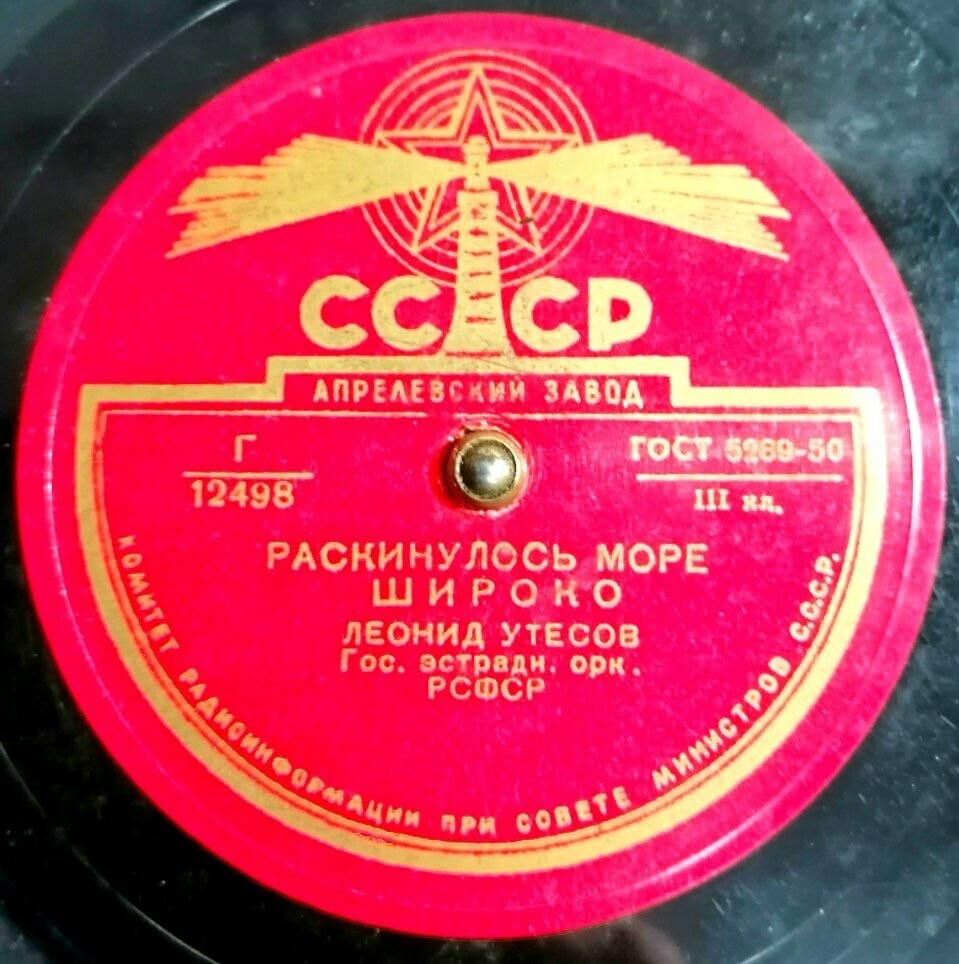 СССР
АПРЕЛЕВСКИЙ ЗАВОД
Г
12498
ГОСТ 5289-50
III кл.
РАСКИНУЛОСЬ МОРЕ
ШИРОКО
ЛЕОНИД УТЕСОВ
Гос. эстрадн. орк.
РСФСР
КОМИТЕТ РАДИОИНФОРМАЦИИ ПРИ СОВЕТЕ МИНИСТРОВ С.С.С.Р.